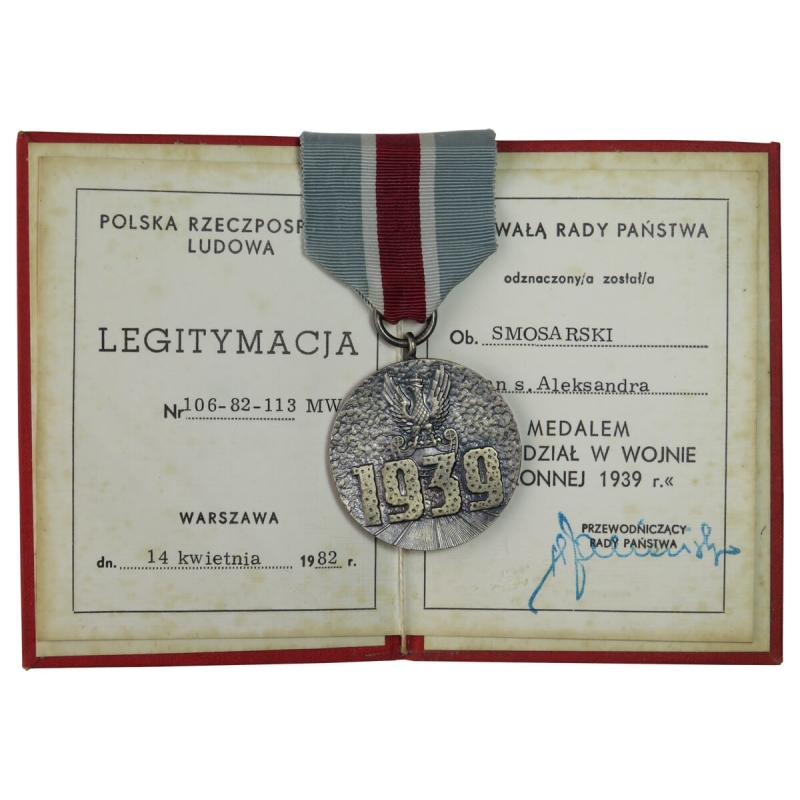 POLSKA RZECZPOSP
LUDOWA
LEGITYMACJA
Nr 106-82-113 MW
WARSZAWA
dn. 14 kwietnia 1982 r.
WAŁĄ RADY PAŃSTWA
odznaczony/a został/a
Ob. SMOSARSKI
n s. Aleksandra
MEDALEM
DZIAŁ W WOJNIE
ONNEJ 1939 r.«
PRZEWODNICZĄCY
RADY PAŃSTWA
1939